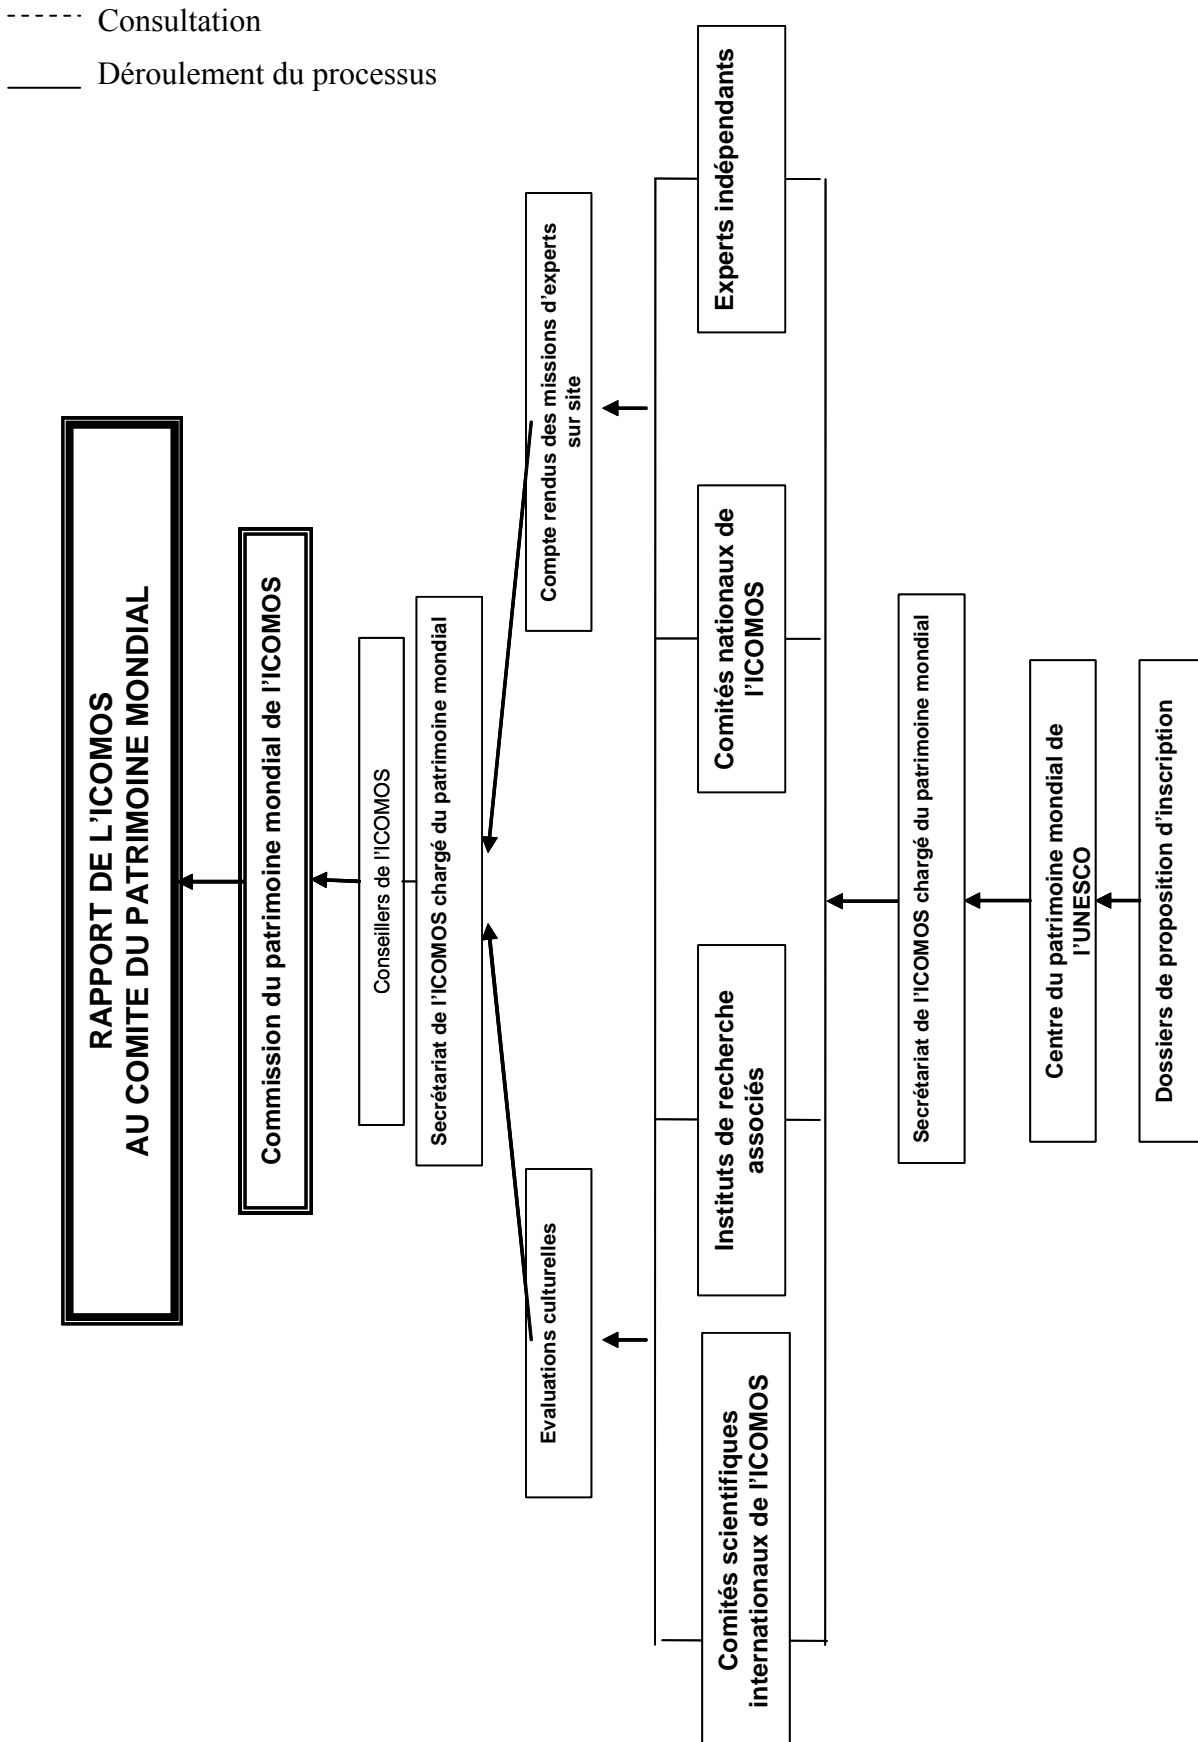 Consultation
Déroulement du processus
RAPPORT DE L'ICOMOS
AU COMITE DU PATRIMOINE MONDIAL
Commission du patrimoine mondial de l'ICOMOS
Conseillers de l'ICOMOS
Secrétariat de l'ICOMOS chargé du patrimoine mondial
Evaluations culturelles
Compte rendus des missions d'experts
sur site
Comités scientifiques
internationaux de l'ICOMOS
Instituts de recherche
associés
Comités nationaux de
l'ICOMOS
Experts indépendants
Secrétariat de l'ICOMOS chargé du patrimoine mondial
Centre du patrimoine mondial de
l'UNESCO
Dossiers de proposition d'inscription